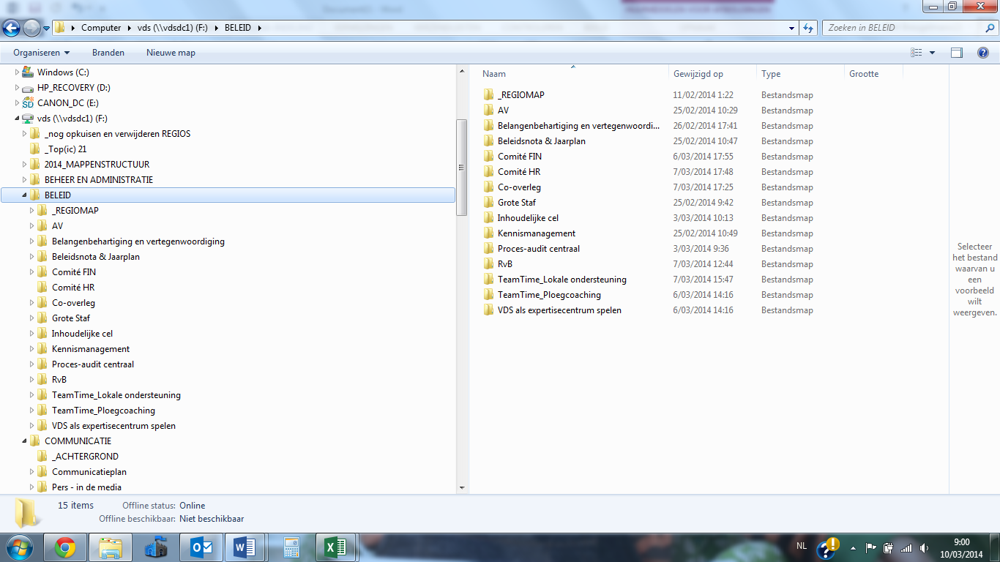 Computer vds (\\vdsdc1) (F:) BELEID
Zoeken in BELEID
Organiseren Branden Nieuwe map
Windows (C:)
HP_RECOVERY (D:)
CANON_DC (E:)
vds (\\vdsdc1) (F:)
_nog opkuisen en verwijderen REGIOS
_Top(ic) 21
2014_MAPPENSTRUCTUUR
BEHEER EN ADMINISTRATIE
BELEID
_REGIOMAP
AV
Belangenbehartiging en vertegenwoordiging
Beleidsnota & Jaarplan
Comité FIN
Comité HR
Co-overleg
Grote Staf
Inhoudelijke cel
Kennismanagement
Proces-audit centraal
RvB
TeamTime_Lokale ondersteuning
TeamTime_Ploegcoaching
VDS als expertisecentrum spelen
COMMUNICATIE
_ACHTERGROND
Communicatieplan
Pers - in de media
Naam Gewijzigd op Type Grootte
_REGIOMAP 11/02/2014 1:22 Bestandsmap
AV 25/02/2014 10:29 Bestandsmap
Belangenbehartiging en vertegenwoordi... 26/02/2014 17:41 Bestandsmap
Beleidsnota & Jaarplan 25/02/2014 10:47 Bestandsmap
Comité FIN 6/03/2014 17:55 Bestandsmap
Comité HR 7/03/2014 17:48 Bestandsmap
Co-overleg 7/03/2014 17:25 Bestandsmap
Grote Staf 25/02/2014 9:42 Bestandsmap
Inhoudelijke cel 3/03/2014 10:13 Bestandsmap
Kennismanagement 25/02/2014 10:49 Bestandsmap
Proces-audit centraal 3/03/2014 9:36 Bestandsmap
RvB 7/03/2014 12:44 Bestandsmap
TeamTime_Lokale ondersteuning 7/03/2014 15:47 Bestandsmap
TeamTime_Ploegcoaching 6/03/2014 14:16 Bestandsmap
VDS als expertisecentrum spelen 6/03/2014 14:16 Bestandsmap
Selecteer
het bestand
waarvan u
een
voorbeeld
wilt
weergeven.
15 items Offline status: Online
Offline beschikbaar: Niet beschikbaar
NL
9:00
10/03/2014